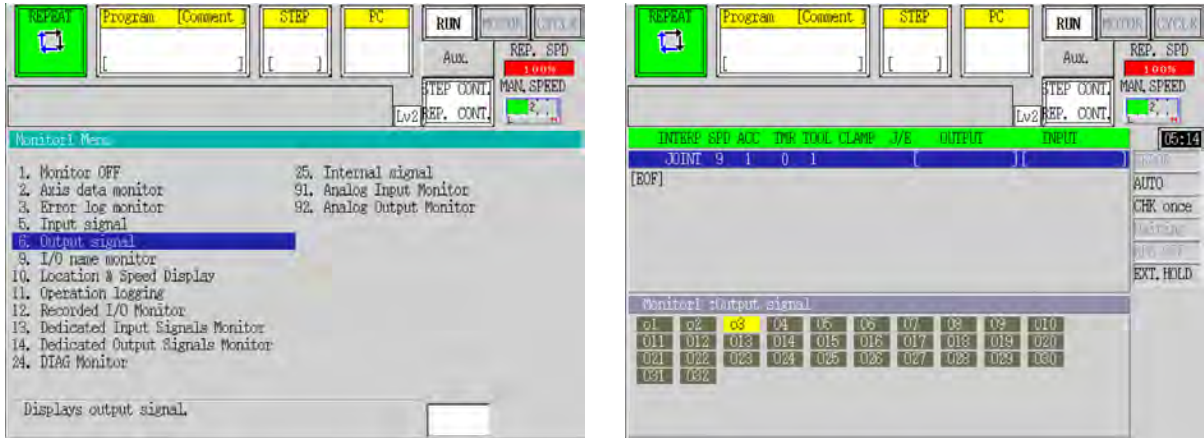 REPEAT
Program [Comment ]
[ ]
STEP
[ ]
PC
RUN
MOTOR
CYCLE
Aux.
REP. SPD
100%
STEP CONT.
REP. CONT.
MAN. SPEED
2
Lv2
Monitor1 Menu
1. Monitor OFF
2. Axis data monitor
3. Error log monitor
5. Input signal
6. Output signal
9. I/O name monitor
10. Location & Speed Display
11. Operation logging
12. Recorded I/O Monitor
13. Dedicated Input Signals Monitor
14. Dedicated Output Signals Monitor
24. DIAG Monitor
25. Internal signal
91. Analog Input Monitor
92. Analog Output Monitor
Displays output signal.
REPEAT
Program [Comment ]
[ ]
STEP
[ ]
PC
RUN
MOTOR
CYCLE
Aux.
REP. SPD
100%
STEP CONT.
REP. CONT.
MAN. SPEED
2
Lv2
INTERP SPD ACC TMR TOOL CLAMP J/E OUTPUT INPUT
05:14
JOINT 9 1 0 1 [ ][ ]
[EOF]
AUTO
CHK once
EXT. HOLD
Monitor1 :Output signal
o1 o2 o3 O4 O5 O6 O7 O8 O9 O10
O11 O12 O13 O14 O15 O16 O17 O18 O19 O20
O21 O22 O23 O24 O25 O26 O27 O28 O29 O30
O31 O32